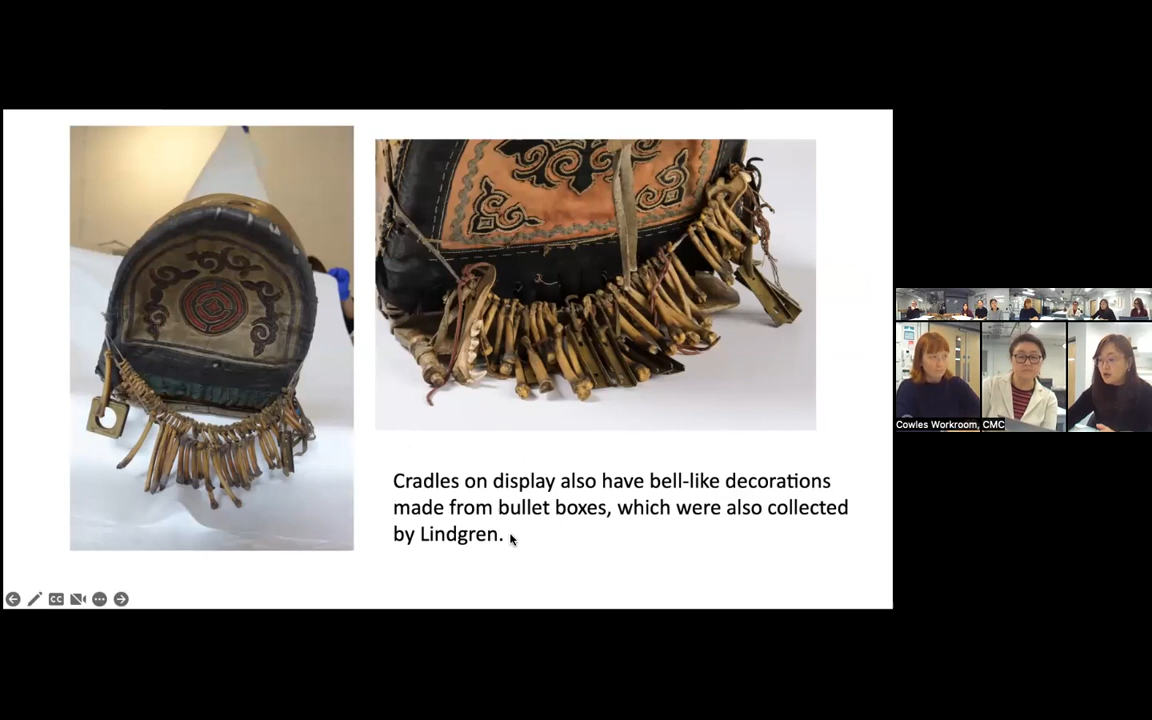 Cradles on display also have bell-like decorations
made from bullet boxes, which were also collected
by Lindgren.
CC
Cowles Workroom, CMC